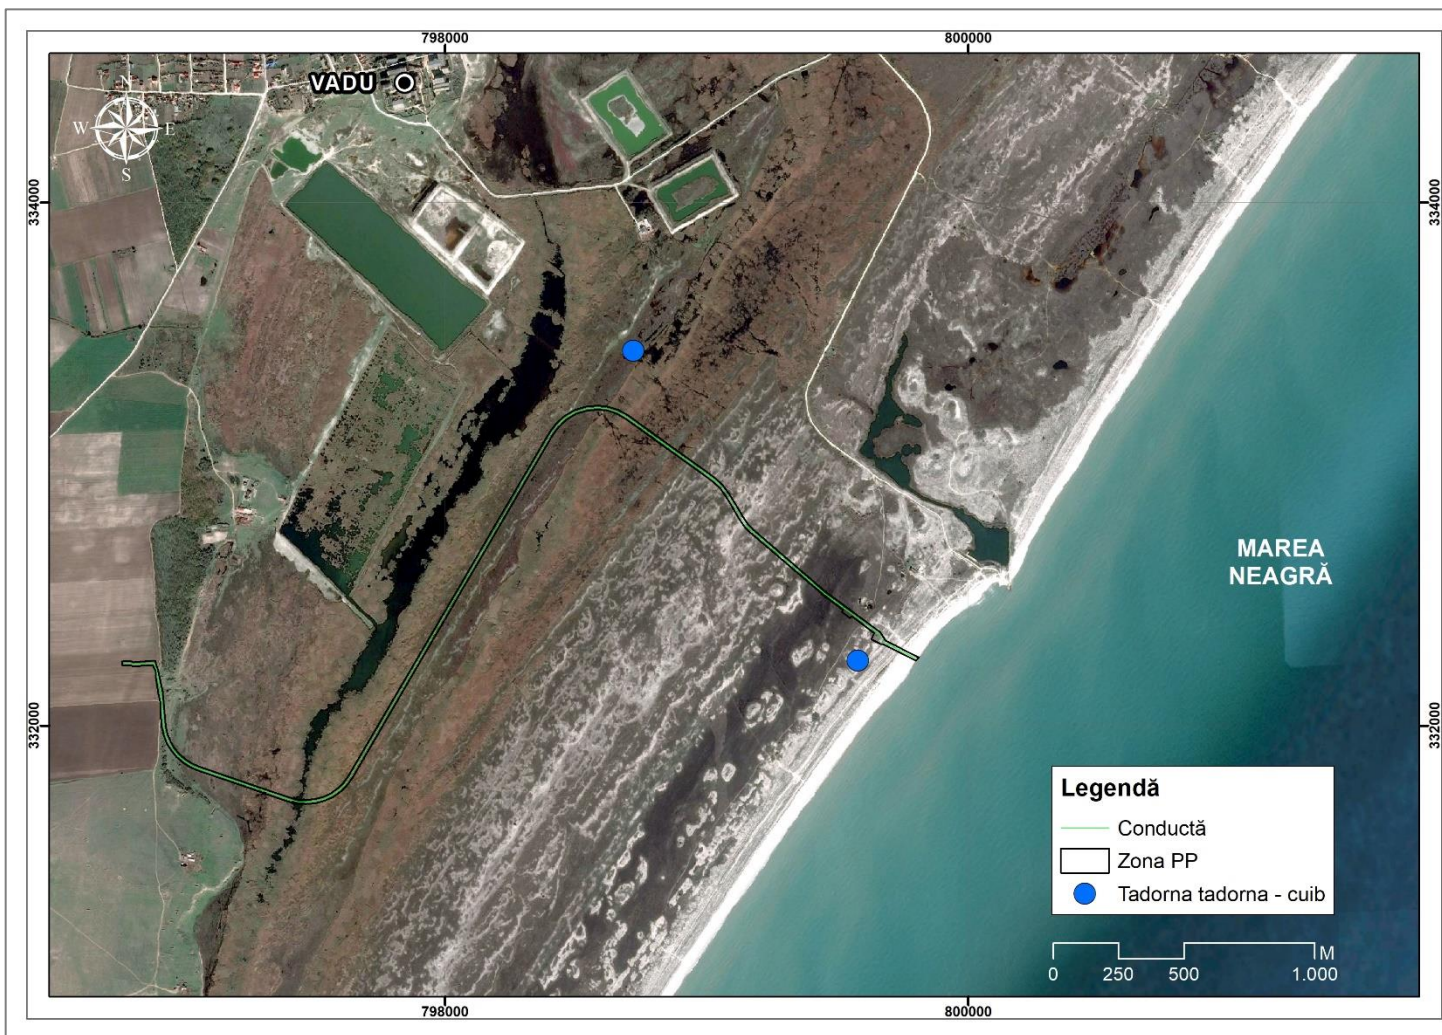 798000
800000
VADU
N
W
E
S
334000
334000
MAREA
NEAGRĂ
332000
332000
Legendă
Conductă
Zona PP
Tadorna tadorna - cuib
M
0 250 500 1.000
798000
800000